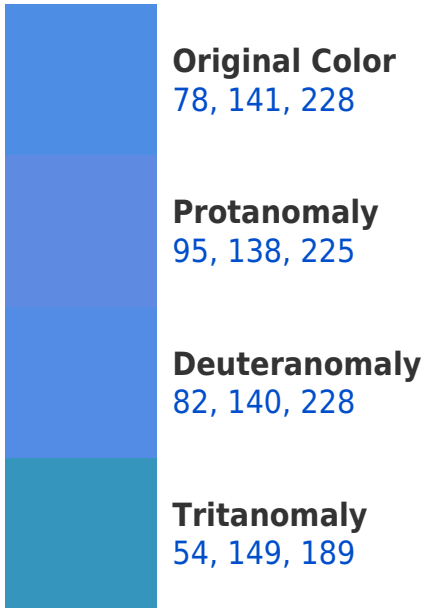 Original Color
78, 141, 228
Protanomaly
95, 138, 225
Deuteranomaly
82, 140, 228
Tritanomaly
54, 149, 189